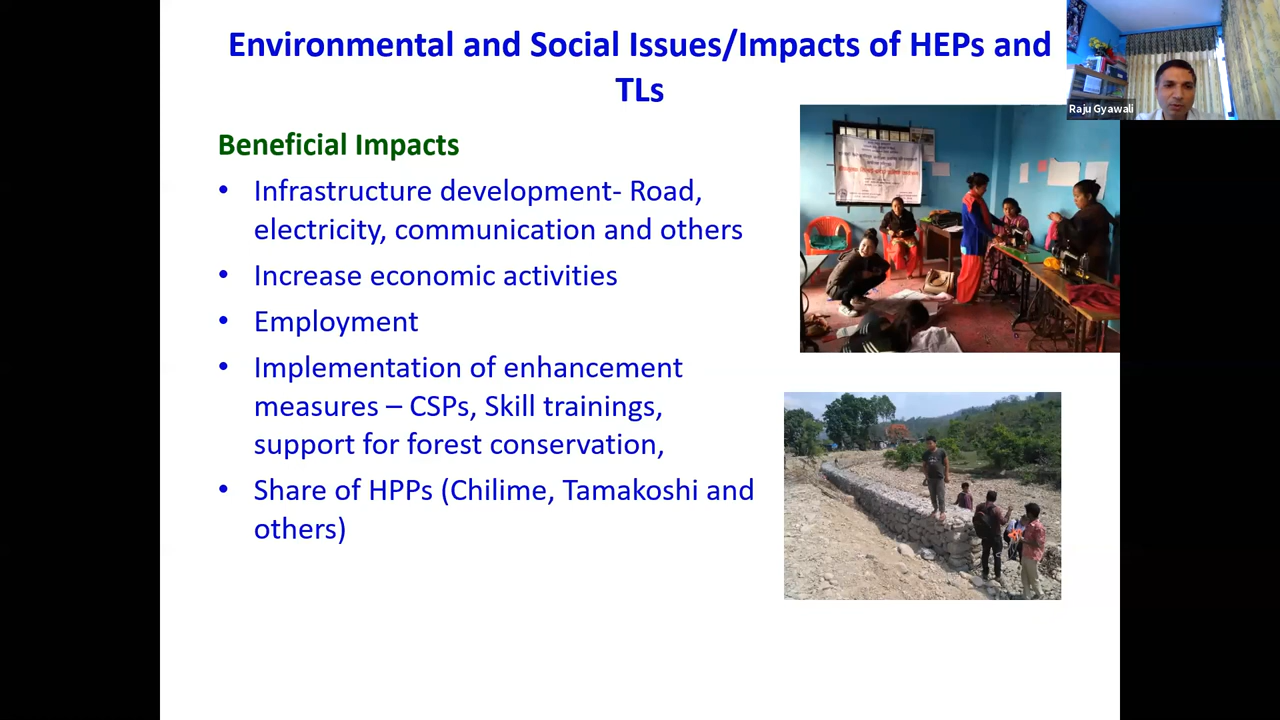 Environmental and Social Issues/Impacts of HEPs and
TLs
Raju Gyawali
Beneficial Impacts
• Infrastructure development- Road,
electricity, communication and others
• Increase economic activities
• Employment
• Implementation of enhancement
measures – CSPs, Skill trainings,
support for forest conservation,
• Share of HPPs (Chilime, Tamakoshi and
others)